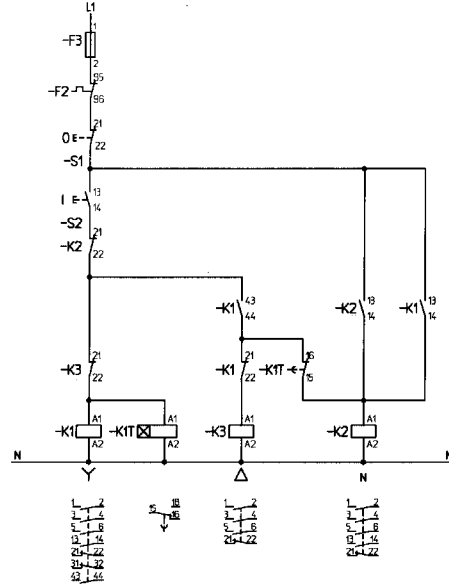 L1
1
-F3
2
95
-F2
96
21
O E
22
-S1
13
I E
14
-S2
21
-K2
22
43
-K1
44
13
-K2
14
13
-K1
14
21
-K3
22
21
-K1
22
16
-K1T
15
A1
-K1
A2
A1
-K1T
A2
A1
-K3
A2
A1
-K2
A2
N
N
Y
Δ
N
1 2
3 4
5 6
13 14
21 22
31 32
43 44
15 18
16
1 2
3 4
5 6
21 22
1 2
3 4
5 6
13 14
21 22